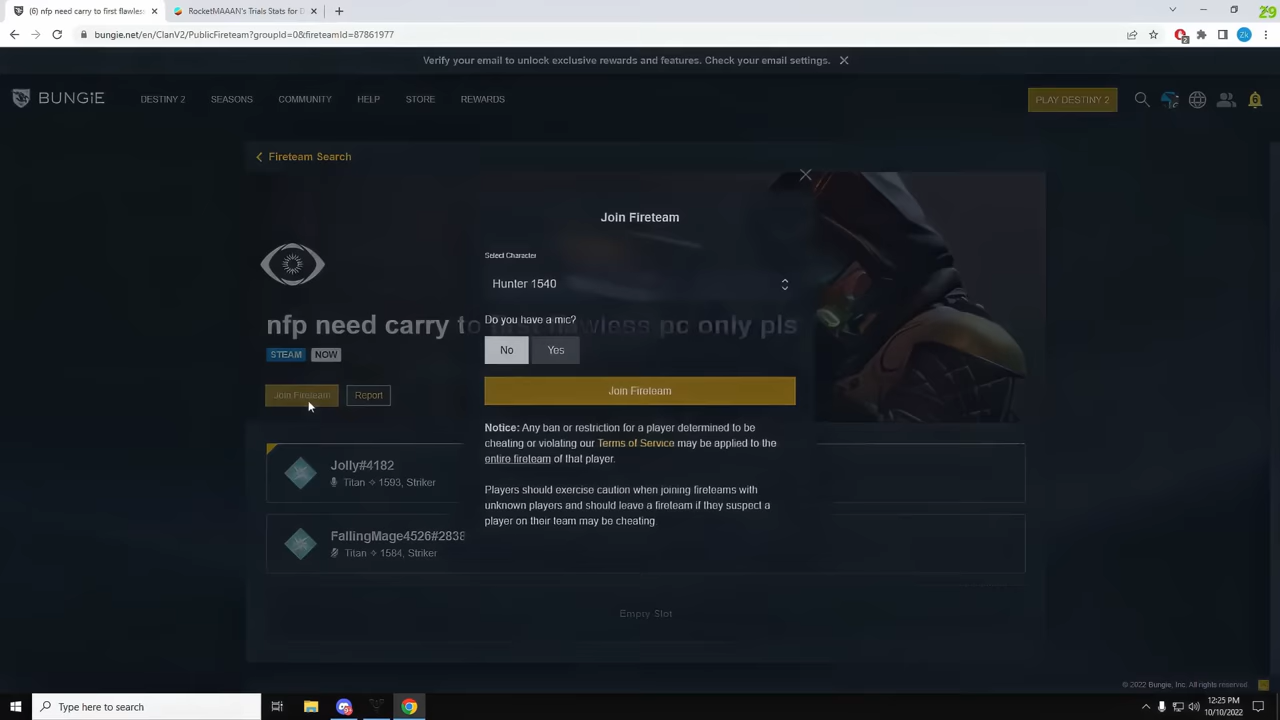 (6) nfp need carry to first flawless
RocketMAAAN's Trials Stats for D
29
bungie.net/en/ClanV2/PublicFireteam?groupId=0&fireteamId=87861977
2
Zk
Verify your email to unlock exclusive rewards and features. Check your email settings.
BUNGiE
DESTINY 2
SEASONS
COMMUNITY
HELP
STORE
REWARDS
PLAY DESTINY 2
6
Fireteam Search
Join Fireteam
Select Character
Hunter 1540
Do you have a mic?
nfp need carry to first flawless pc only pls
No
Yes
STEAM
NOW
Join Fireteam
Report
Join Fireteam
Notice: Any ban or restriction for a player determined to be
cheating or violating our Terms of Service may be applied to the
entire fireteam of that player.
Players should exercise caution when joining fireteams with
unknown players and should leave a fireteam if they suspect a
player on their team may be cheating.
Jolly#4182
Titan ✧ 1593, Striker
FallingMage4526#2838
Titan ✧ 1584, Striker
Empty Slot
© 2022 Bungie, Inc. All rights reserved.
Type here to search
12:25 PM
10/10/2022